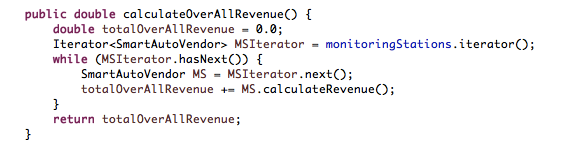 public double calculateOverAllRevenue() {
    double totalOverAllRevenue = 0.0;
    Iterator<SmartAutoVendor> MSIterator = monitoringStations.iterator();
    while (MSIterator.hasNext()) {
        SmartAutoVendor MS = MSIterator.next();
        totalOverAllRevenue += MS.calculateRevenue();
    }
    return totalOverAllRevenue;
}